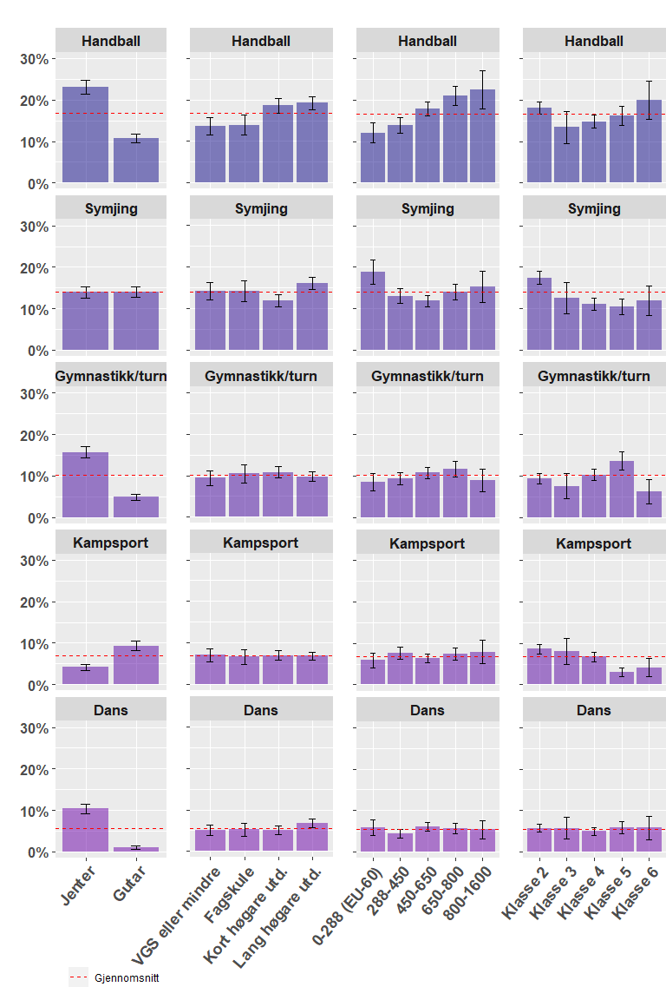 Handball Handball Handball Handball
30%
20%
10%
0%
Symjing Symjing Symjing Symjing
30%
20%
10%
0%
Gymnastikk/turn Gymnastikk/turn Gymnastikk/turn Gymnastikk/turn
30%
20%
10%
0%
Kampsport Kampsport Kampsport Kampsport
30%
20%
10%
0%
Dans Dans Dans Dans
30%
20%
10%
0%
Jenter
Gutar
VGS eller mindre
Fagskule
Kort høgare utd.
Lang høgare utd.
0-288 (EU-60)
288-450
450-650
650-800
800-1600
Klasse 2
Klasse 3
Klasse 4
Klasse 5
Klasse 6
Gjennomsnitt